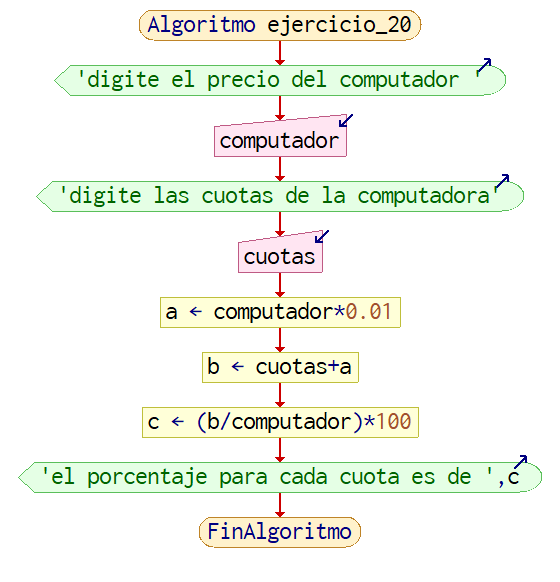 Algoritmo ejercicio_20
'digite el precio del computador '
computador
'digite las cuotas de la computadora'
cuotas
a ← computador*0.01
b ← cuotas+a
c ← (b/computador)*100
'el porcentaje para cada cuota es de ',c
FinAlgoritmo